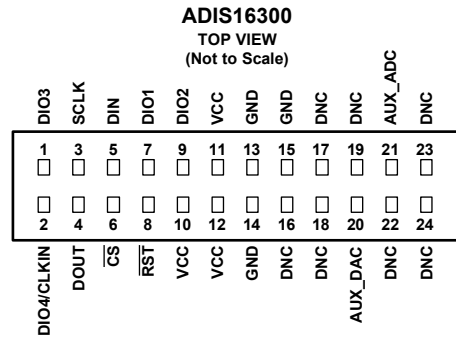 ADIS16300
TOP VIEW
(Not to Scale)
DIO3 SCLK DIN DIO1 DIO2 VCC GND GND DNC DNC AUX_ADC DNC
1 3 5 7 9 11 13 15 17 19 21 23
2 4 6 8 10 12 14 16 18 20 22 24
DIO4/CLKIN DOUT CS RST VCC VCC GND DNC DNC AUX_DAC DNC DNC